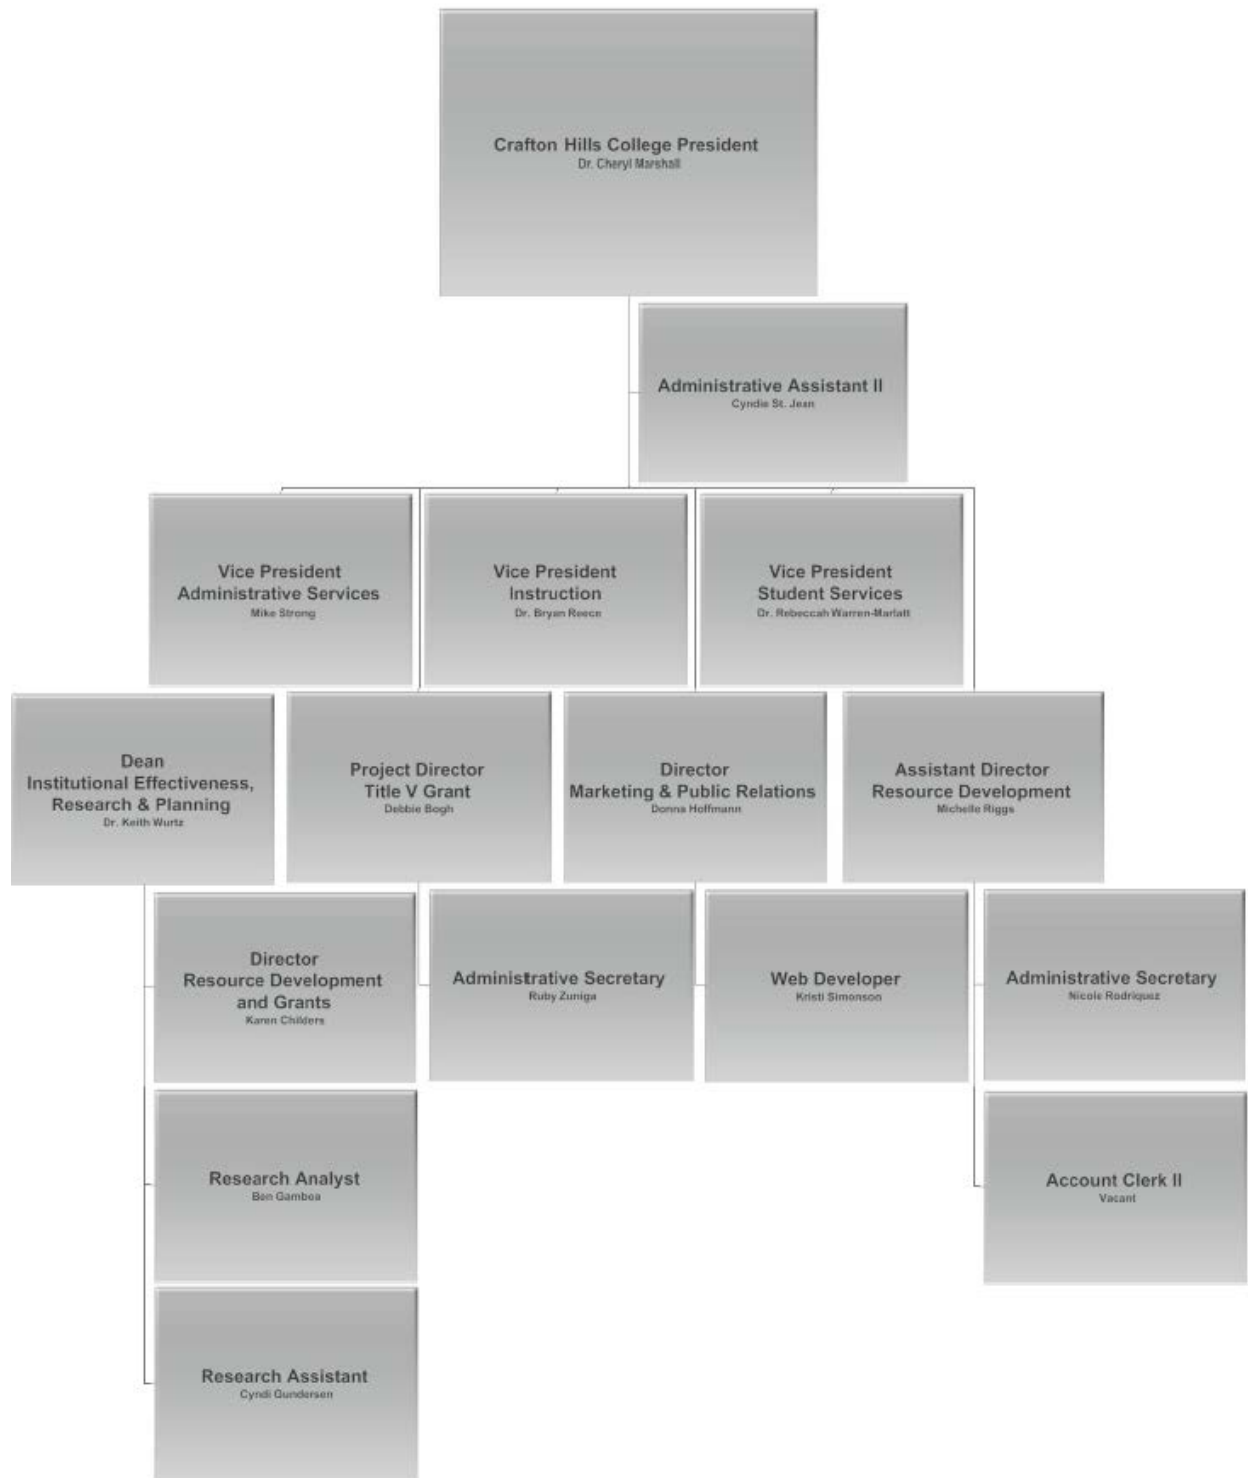 Crafton Hills College President
Dr. Cheryl Marshall
Administrative Assistant II
Cyndie St. Jean
Vice President
Administrative Services
Mike Strong
Vice President
Instruction
Dr. Bryan Reece
Vice President
Student Services
Dr. Rebeccah Warren-Marlatt
Dean
Institutional Effectiveness,
Research & Planning
Dr. Keith Wurtz
Project Director
Title V Grant
Debbie Bogh
Director
Marketing & Public Relations
Donna Hoffmann
Assistant Director
Resource Development
Michelle Riggs
Director
Resource Development
and Grants
Karen Childers
Administrative Secretary
Ruby Zuniga
Web Developer
Kristi Simonson
Administrative Secretary
Nicole Rodriquez
Research Analyst
Ben Gamboa
Account Clerk II
Vacant
Research Assistant
Cyndi Gundersen